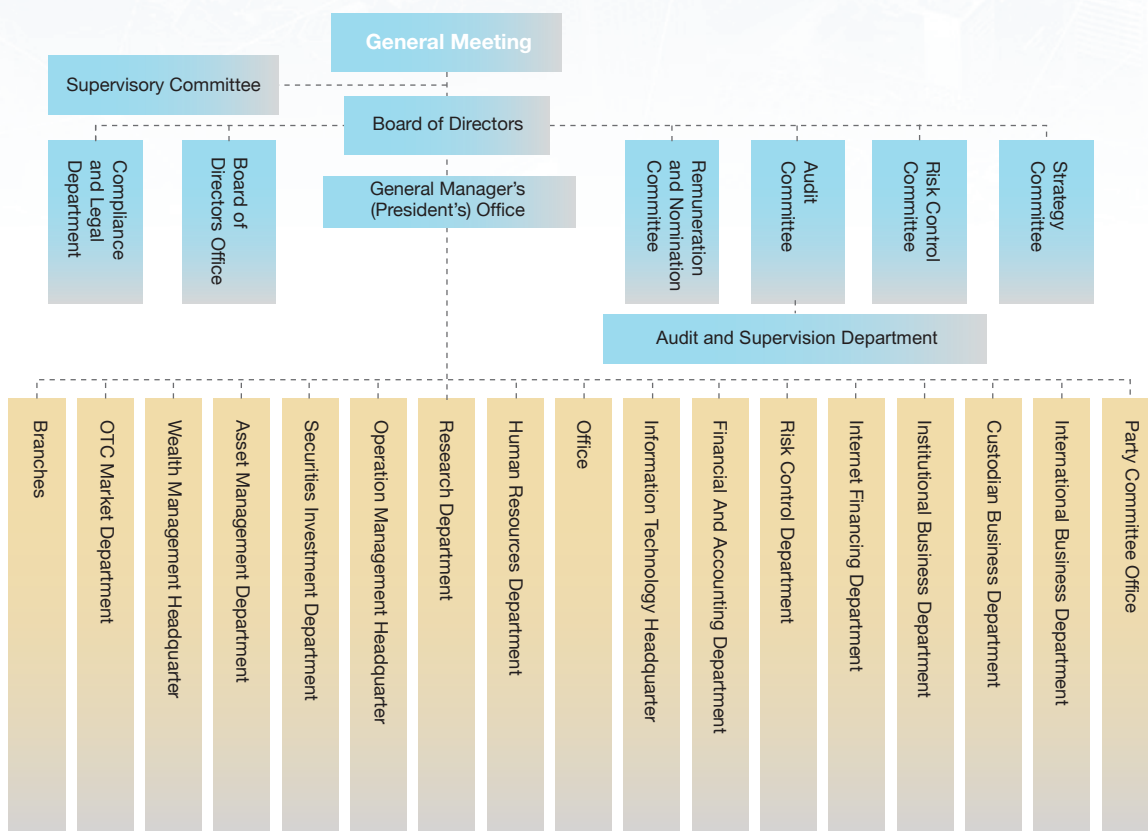 General Meeting
Supervisory Committee
Board of Directors
Compliance
and Legal
Department
Board of
Directors Office
General Manager's
(President's) Office
Remuneration
and Nomination
Committee
Audit
Committee
Risk Control
Committee
Strategy
Committee
Audit and Supervision Department
Branches
OTC Market Department
Wealth Management Headquarter
Asset Management Department
Securities Investment Department
Operation Management Headquarter
Research Department
Human Resources Department
Office
Information Technology Headquarter
Financial And Accounting Department
Risk Control Department
Internet Financing Department
Institutional Business Department
Custodian Business Department
International Business Department
Party Committee Office